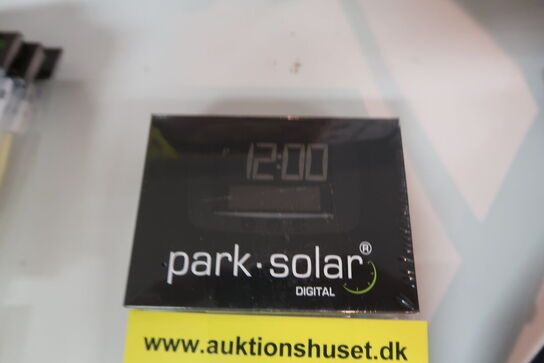 P 12:00
park·solar®
DIGITAL
www.auktionshuset.dk